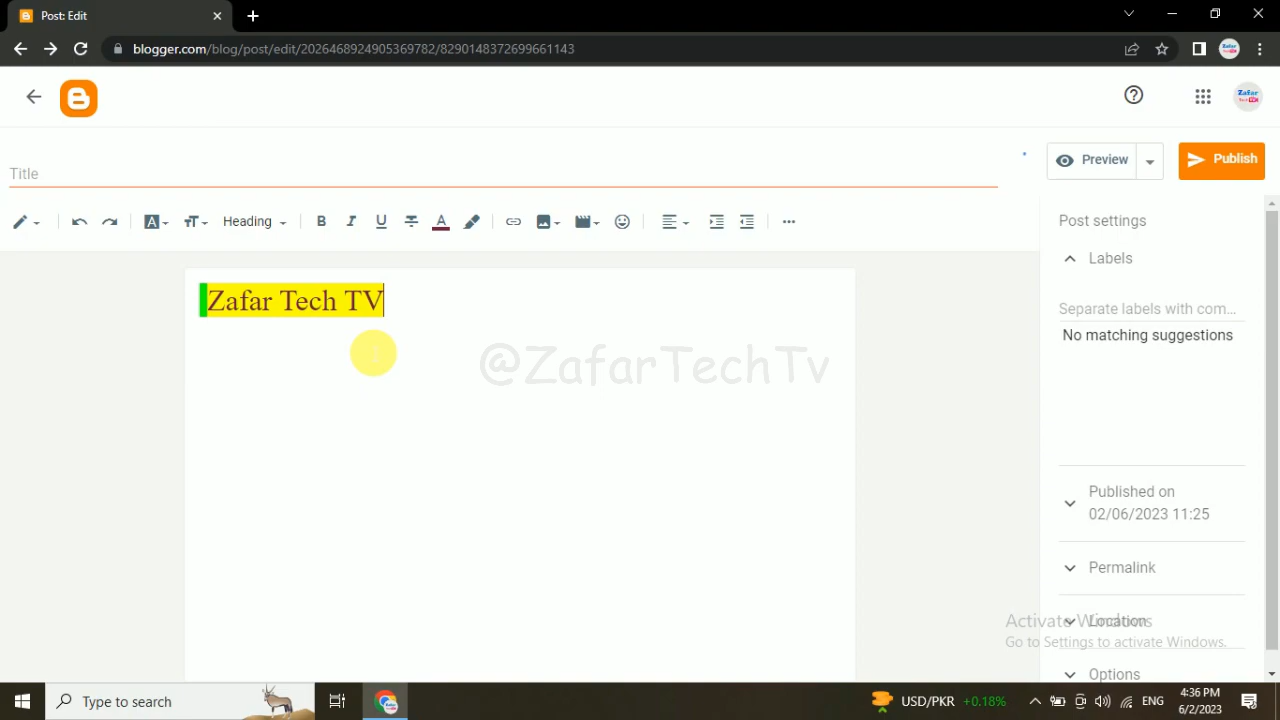 Post: Edit
blogger.com/blog/post/edit/2026468924905369782/8290148372699661143
Zafar
Title
Preview
Publish
Heading
Post settings
Labels
Zafar Tech TV
Separate labels with com...
No matching suggestions
@ZafarTechTv
Published on
02/06/2023 11:25
Permalink
Location
Activate Windows
Go to Settings to activate Windows.
Options
Type to search
USD/PKR +0.18%
ENG
4:36 PM
6/2/2023